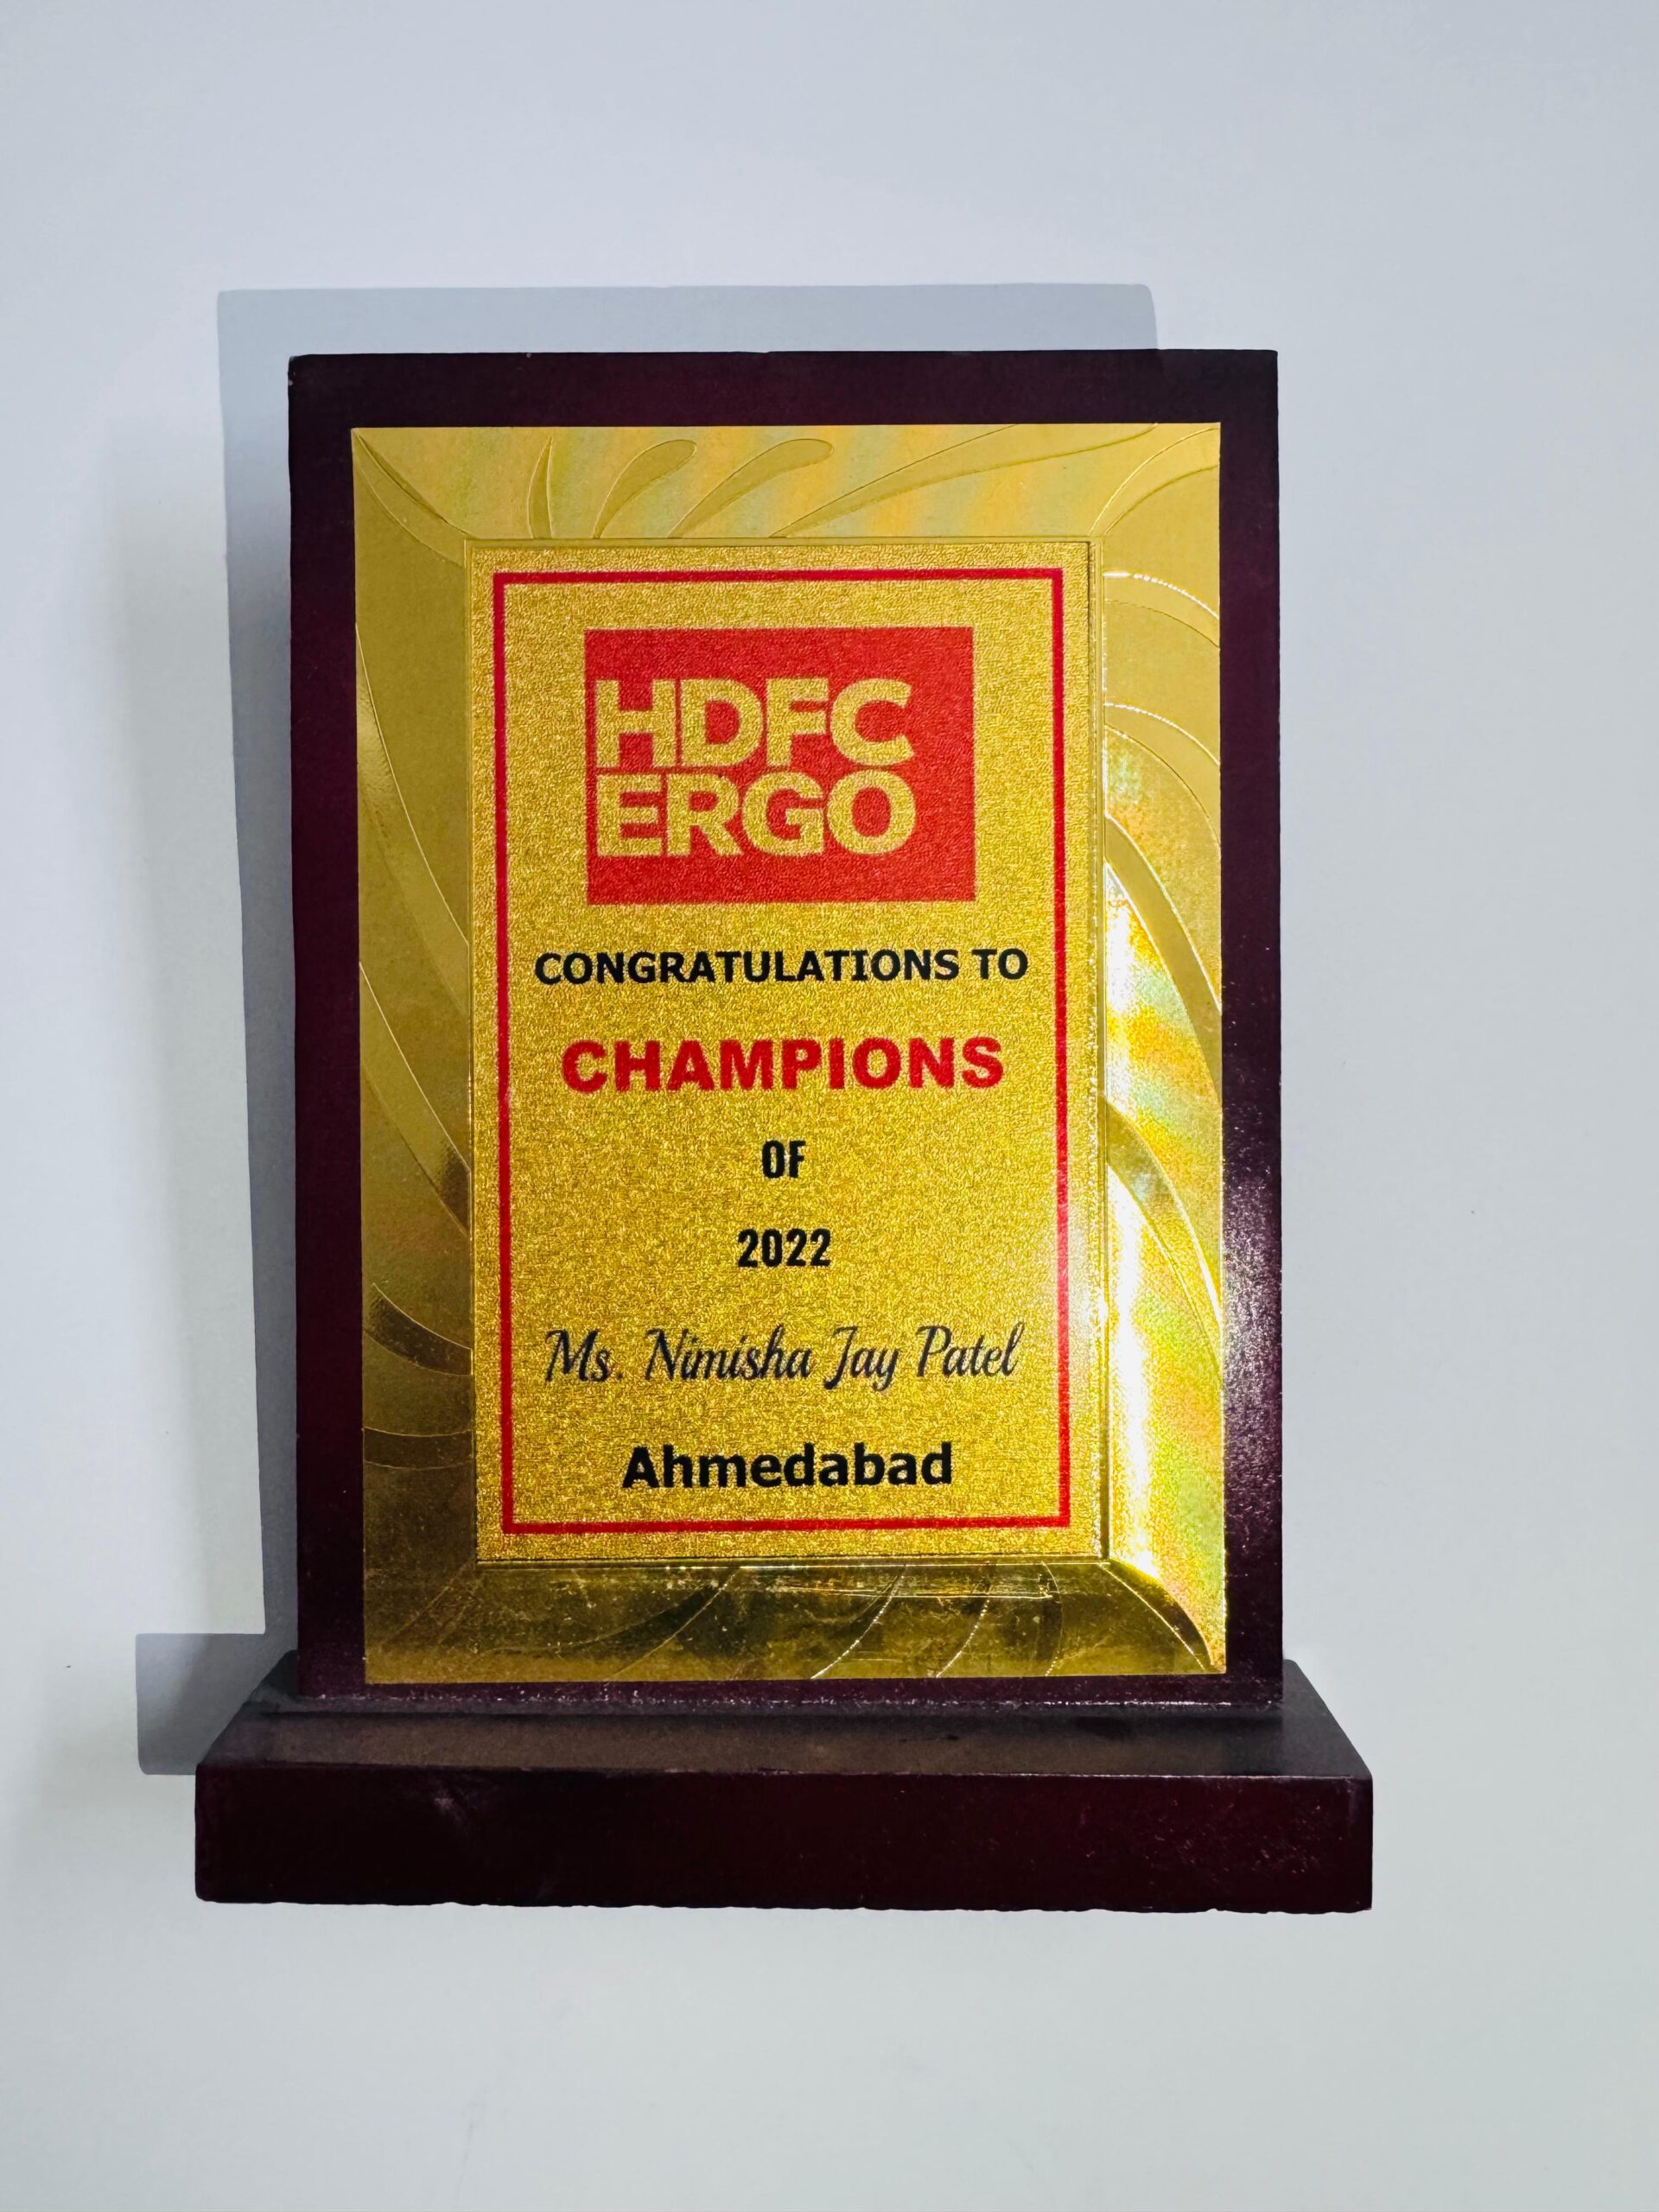 HDFC
ERGO
CONGRATULATIONS TO
CHAMPIONS
OF
2022
Ms. Nimisha Jay Patel
Ahmedabad